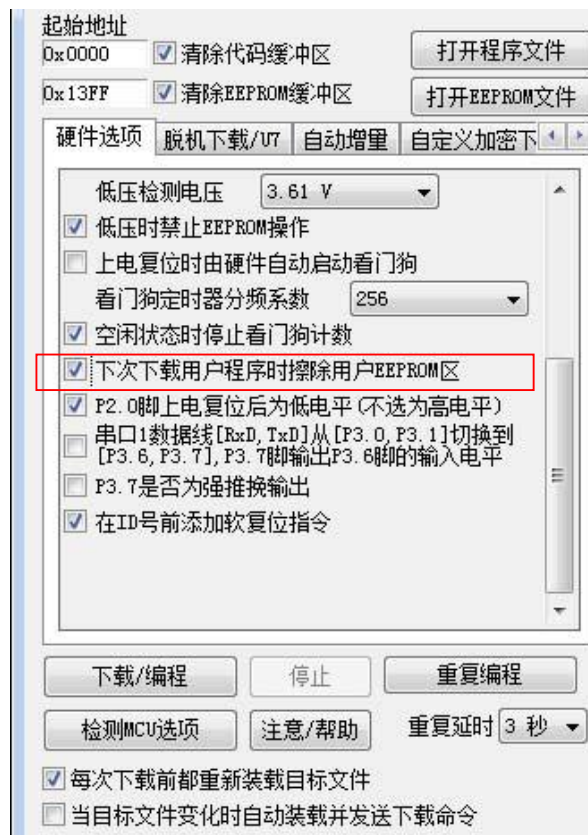 起始地址
0x0000 清除代码缓冲区 打开程序文件
0x13FF 清除EEPROM缓冲区 打开EEPROM文件
硬件选项 脱机下载/U7 自动增量 自定义加密下
低压检测电压 3.61 V
低压时禁止EEPROM操作
上电复位时由硬件自动启动看门狗
看门狗定时器分频系数 256
空闲状态时停止看门狗计数
下次下载用户程序时擦除用户EEPROM区
P2.0脚上电复位后为低电平(不选为高电平)
串口1数据线[RxD,TxD]从[P3.0,P3.1]切换到
[P3.6,P3.7],P3.7脚输出P3.6脚的输入电平
P3.7是否为强推挽输出
在ID号前添加软复位指令
下载/编程 停止 重复编程
检测MCU选项 注意/帮助 重复延时 3 秒
每次下载前都重新装载目标文件
当目标文件变化时自动装载并发送下载命令